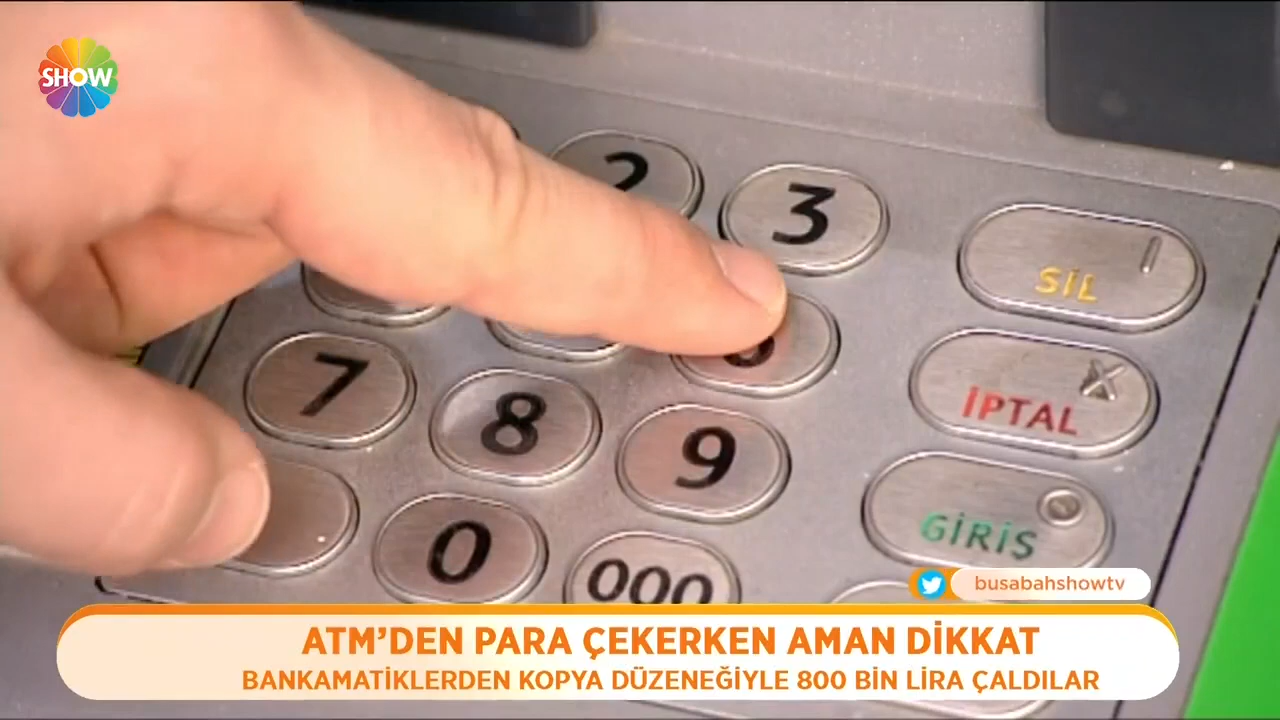 SHOW
2
3
SİL
İPTAL
7
8
9
GİRİŞ
0
000
busabahshowtv
ATM'DEN PARA ÇEKERKEN AMAN DİKKAT
BANKAMATİKLERDEN KOPYA DÜZENEĞİYLE 800 BİN LİRA ÇALDILAR